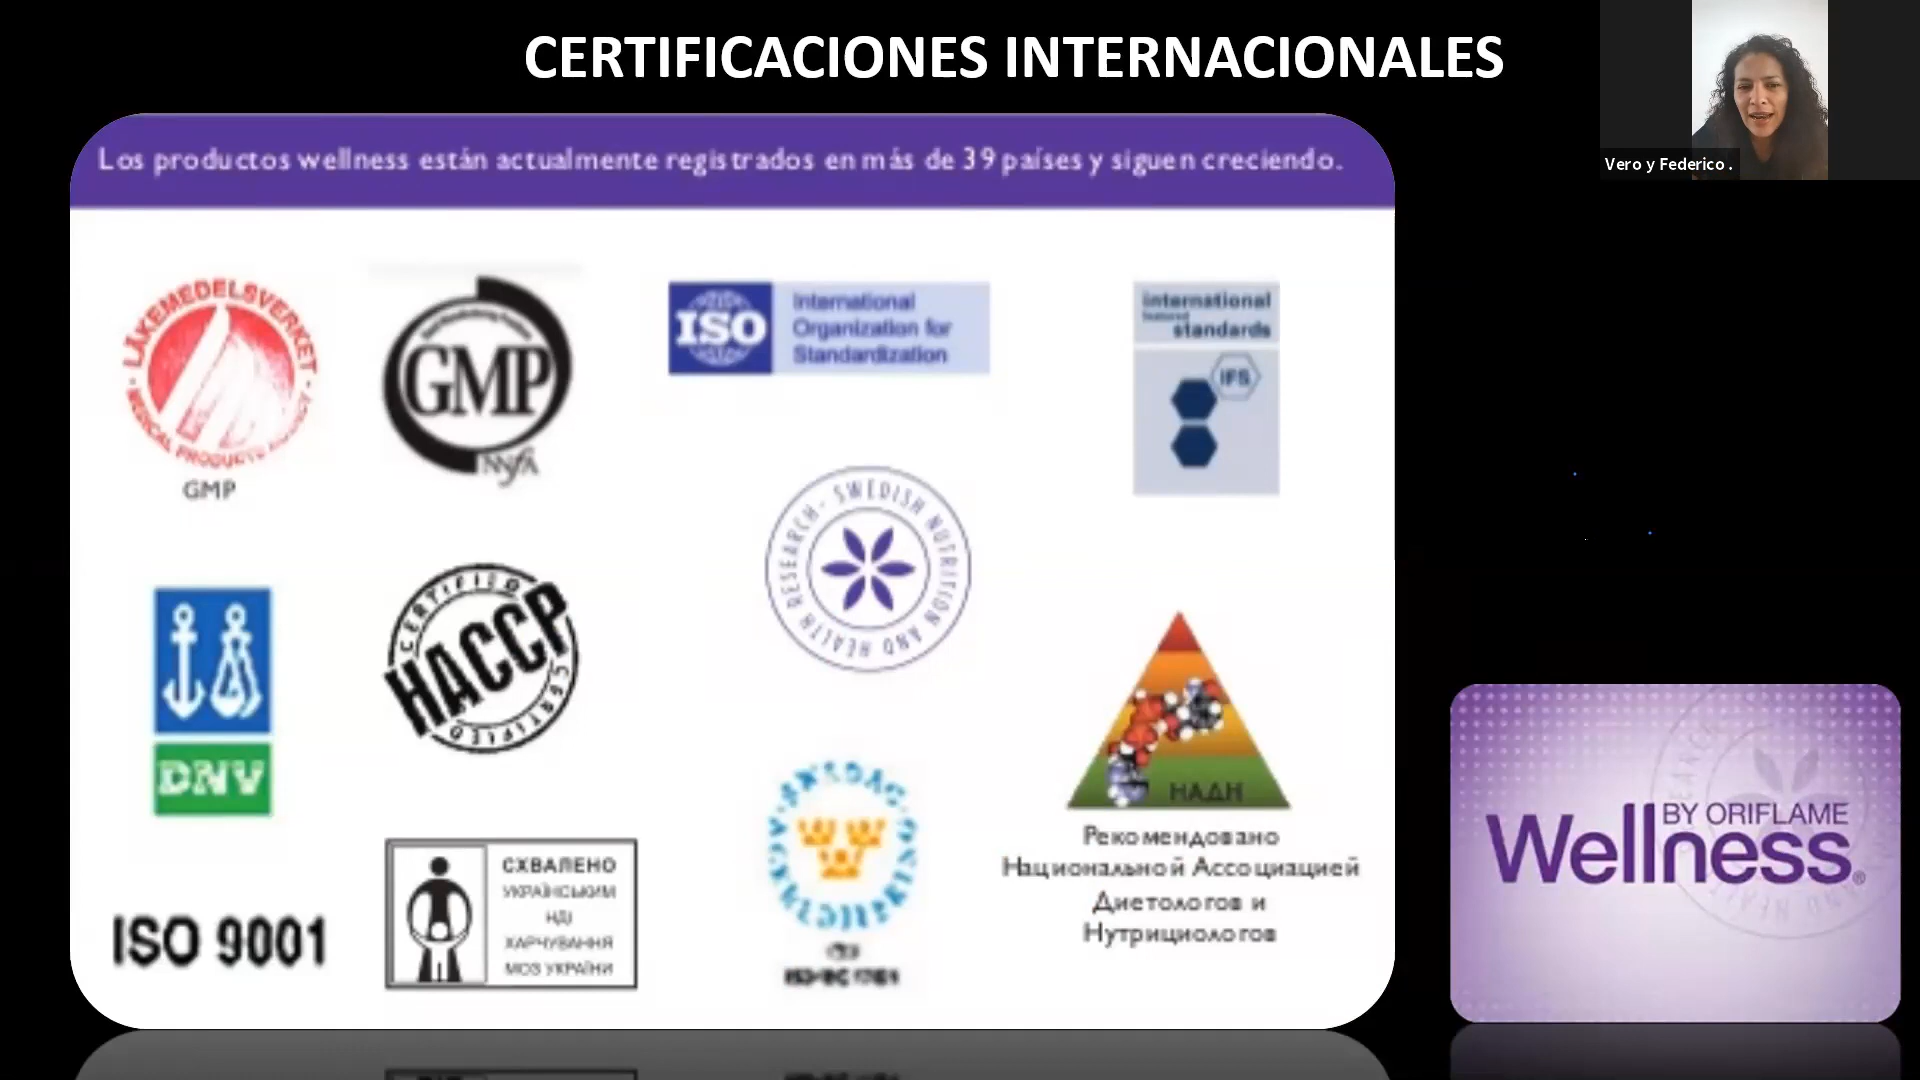 CERTIFICACIONES INTERNACIONALES
Vero y Federico .
Los productos wellness están actualmente registrados en más de 39 países y siguen creciendo.
LÄKEMEDELSVERKET
MEDICAL PRODUCTS AGENCY
GMP
GMP
ISO
International
Organization for
Standardization
international
featured
standards
IFS
SWEDISH NUTRITION AND HEALTH RESEARCH
DNV
ISO 9001
CERTIFIED
HACCP
CERTIFIED
СХВАЛЕНО
УКРАЇНСЬКИМ
НДІ
ХАРЧУВАННЯ
МОЗ УКРАЇНИ
НАДН
Рекомендовано
Национальной Ассоциацией
Диетологов и
Нутрициологов
BY ORIFLAME
Wellness®